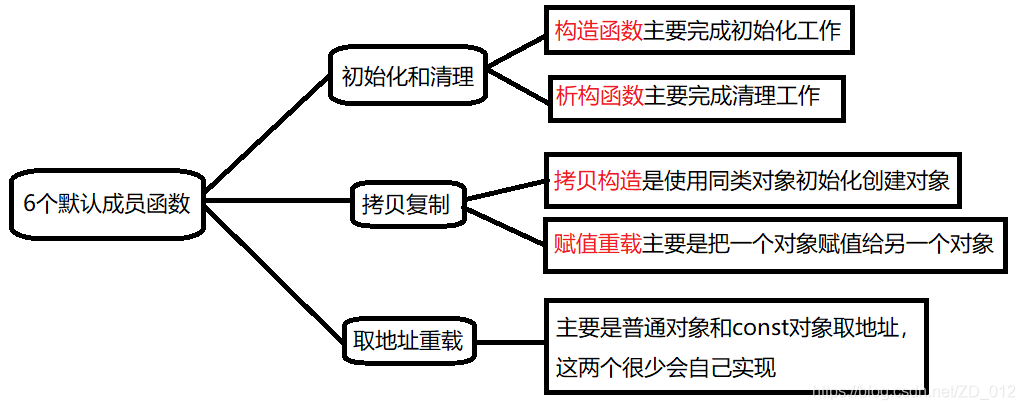 构造函数主要完成初始化工作
初始化和清理
析构函数主要完成清理工作
6个默认成员函数
拷贝构造是使用同类对象初始化创建对象
拷贝复制
赋值重载主要是把一个对象赋值给另一个对象
取地址重载
主要是普通对象和const对象取地址，
这两个很少会自己实现
https://blog.csdn.net/ZD_012